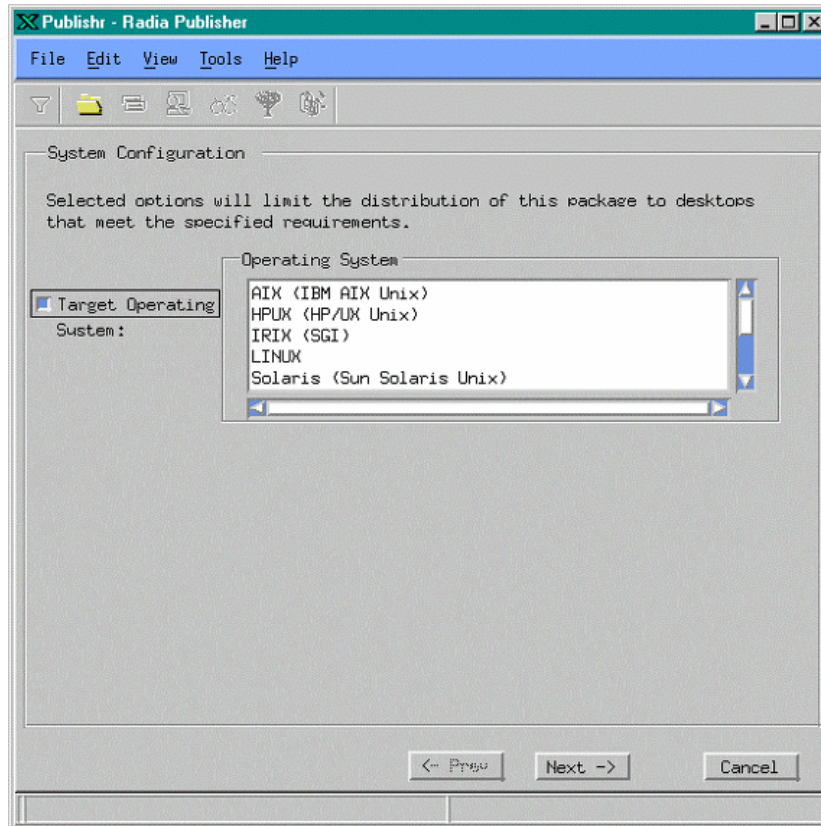 Publishr - Radia Publisher
File Edit View Tools Help
System Configuration
Selected options will limit the distribution of this package to desktops
that meet the specified requirements.
Operating System
AIX (IBM AIX Unix)
HPUX (HP/UX Unix)
IRIX (SGI)
LINUX
Solaris (Sun Solaris Unix)
Target Operating
System:
<- Prev Next -> Cancel